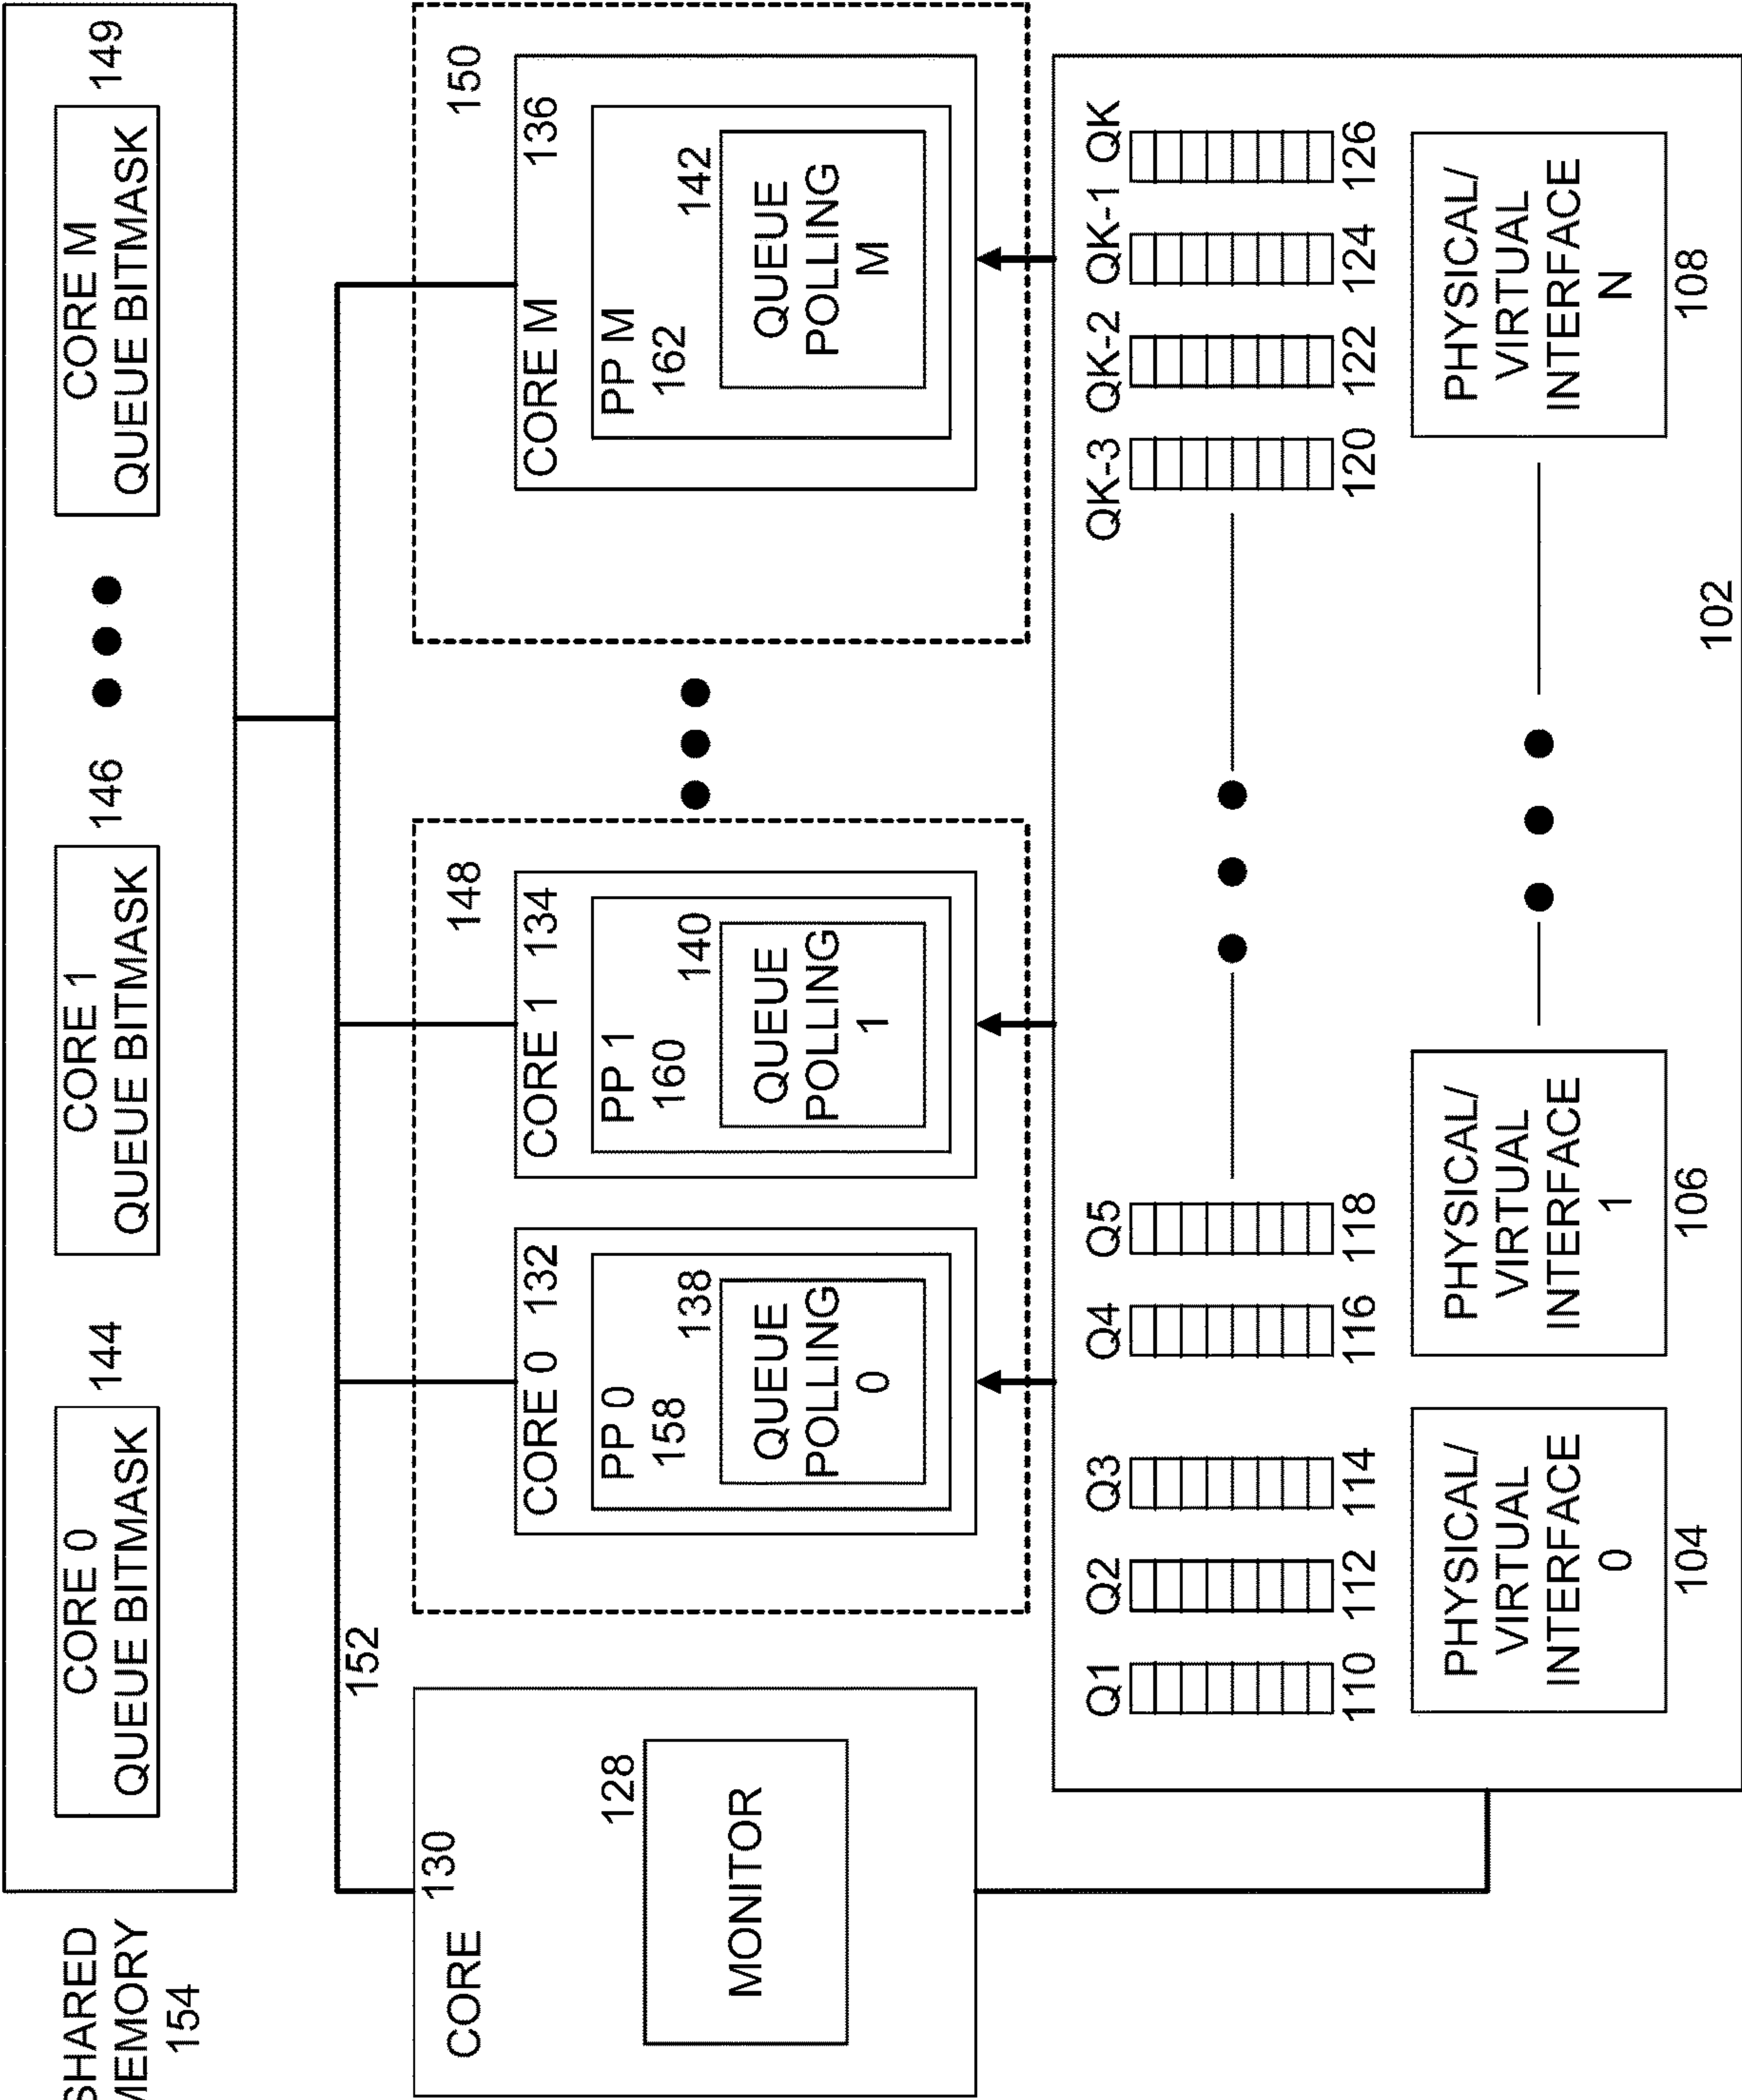 SHARED
MEMORY
154
CORE 0
QUEUE BITMASK
144
CORE 1
QUEUE BITMASK
146
CORE M
QUEUE BITMASK
149
152
CORE
130
128
MONITOR
148
CORE 0 132
PP 0
158
138
QUEUE
POLLING
0
CORE 1 134
PP 1
160
140
QUEUE
POLLING
1
150
CORE M 136
PP M
162
142
QUEUE
POLLING
M
Q1 Q2 Q3 Q4 Q5 QK-3 QK-2 QK-1 QK
110 112 114 116 118 120 122 124 126
PHYSICAL/
VIRTUAL
INTERFACE
0
104
PHYSICAL/
VIRTUAL
INTERFACE
1
106
PHYSICAL/
VIRTUAL
INTERFACE
N
108
102